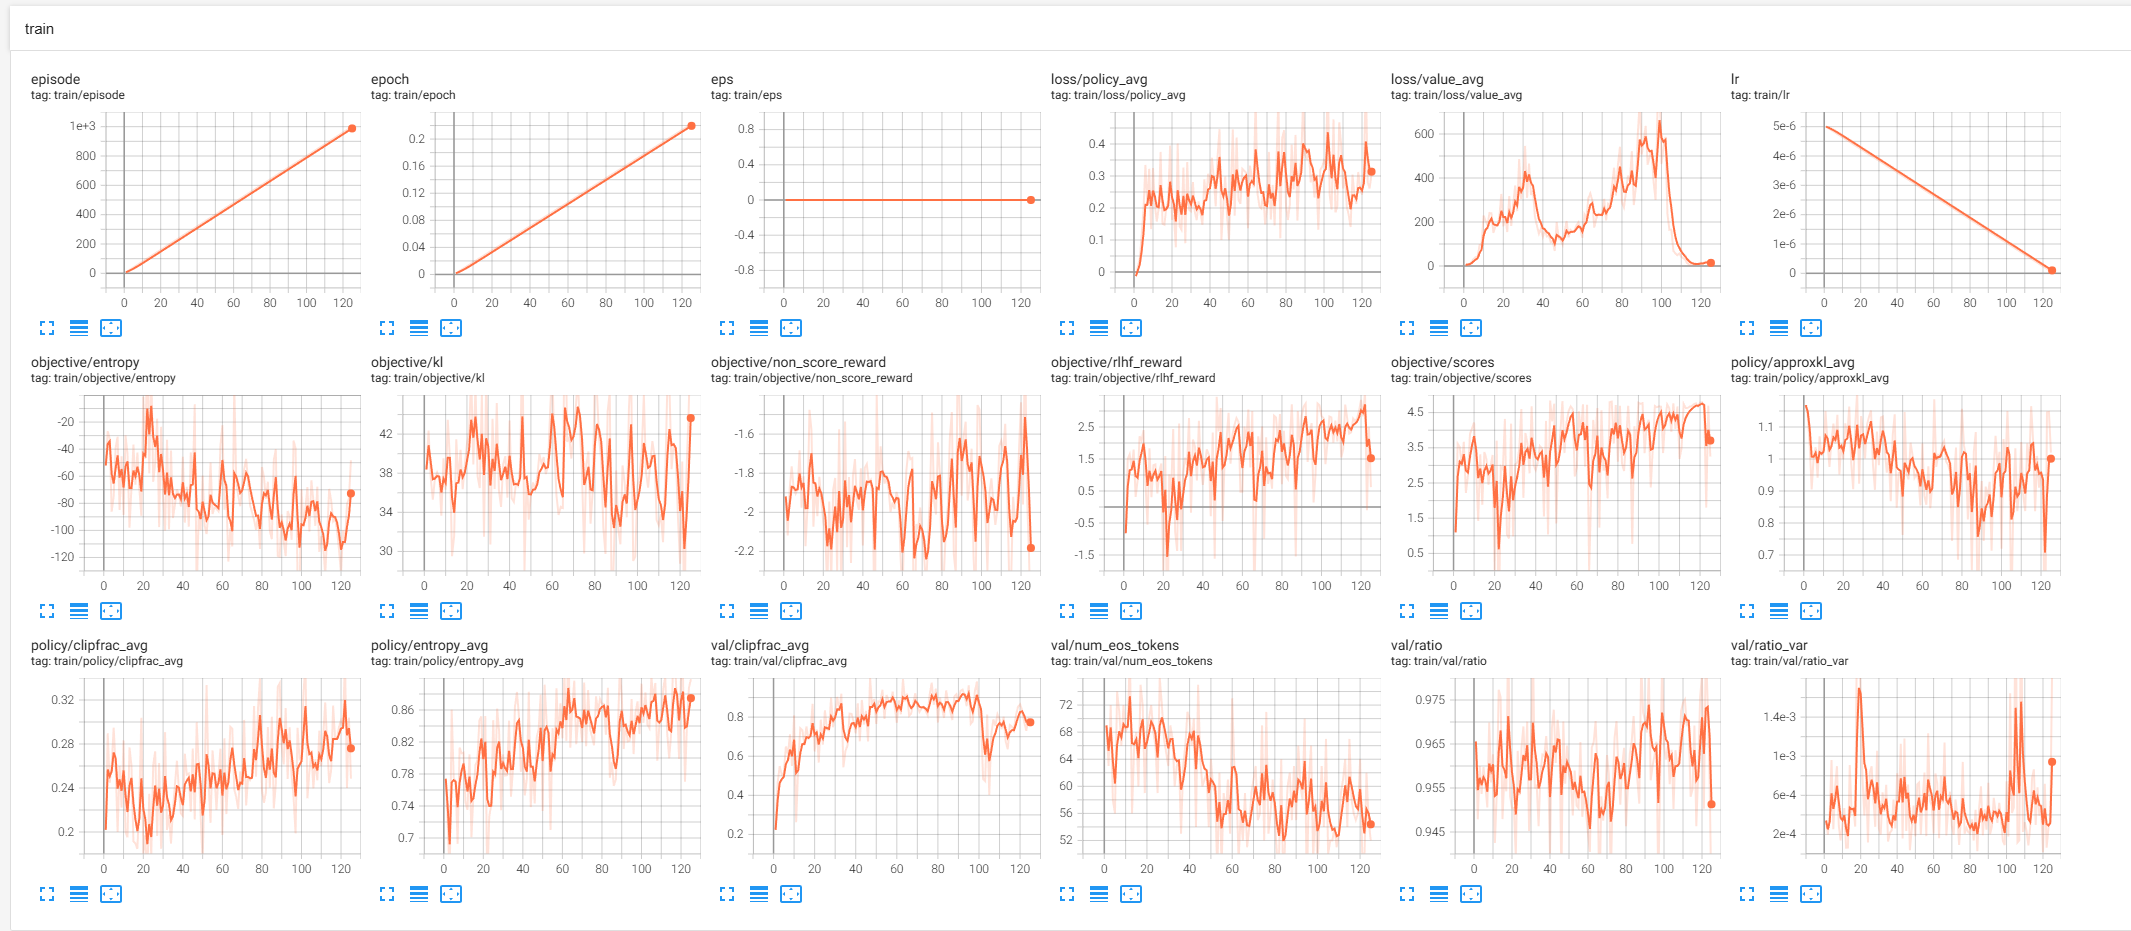 train
episode
tag: train/episode
1e+3
800
600
400
200
0
0 20 40 60 80 100 120
epoch
tag: train/epoch
0.2
0.16
0.12
0.08
0.04
0
0 20 40 60 80 100 120
eps
tag: train/eps
0.8
0.4
0
-0.4
-0.8
0 20 40 60 80 100 120
loss/policy_avg
tag: train/loss/policy_avg
0.4
0.3
0.2
0.1
0
0 20 40 60 80 100 120
loss/value_avg
tag: train/loss/value_avg
600
400
200
0
0 20 40 60 80 100 120
lr
tag: train/lr
5e-6
4e-6
3e-6
2e-6
1e-6
0
0 20 40 60 80 100 120
objective/entropy
tag: train/objective/entropy
-20
-40
-60
-80
-100
-120
0 20 40 60 80 100 120
objective/kl
tag: train/objective/kl
42
38
34
30
0 20 40 60 80 100 120
objective/non_score_reward
tag: train/objective/non_score_reward
-1.6
-1.8
-2
-2.2
0 20 40 60 80 100 120
objective/rlhf_reward
tag: train/objective/rlhf_reward
2.5
1.5
0.5
-0.5
-1.5
0 20 40 60 80 100 120
objective/scores
tag: train/objective/scores
4.5
3.5
2.5
1.5
0.5
0 20 40 60 80 100 120
policy/approxkl_avg
tag: train/policy/approxkl_avg
1.1
1
0.9
0.8
0.7
0 20 40 60 80 100 120
policy/clipfrac_avg
tag: train/policy/clipfrac_avg
0.32
0.28
0.24
0.2
0 20 40 60 80 100 120
policy/entropy_avg
tag: train/policy/entropy_avg
0.86
0.82
0.78
0.74
0.7
0 20 40 60 80 100 120
val/clipfrac_avg
tag: train/val/clipfrac_avg
0.8
0.6
0.4
0.2
0 20 40 60 80 100 120
val/num_eos_tokens
tag: train/val/num_eos_tokens
72
68
64
60
56
52
0 20 40 60 80 100 120
val/ratio
tag: train/val/ratio
0.975
0.965
0.955
0.945
0 20 40 60 80 100 120
val/ratio_var
tag: train/val/ratio_var
1.4e-3
1e-3
6e-4
2e-4
0 20 40 60 80 100 120